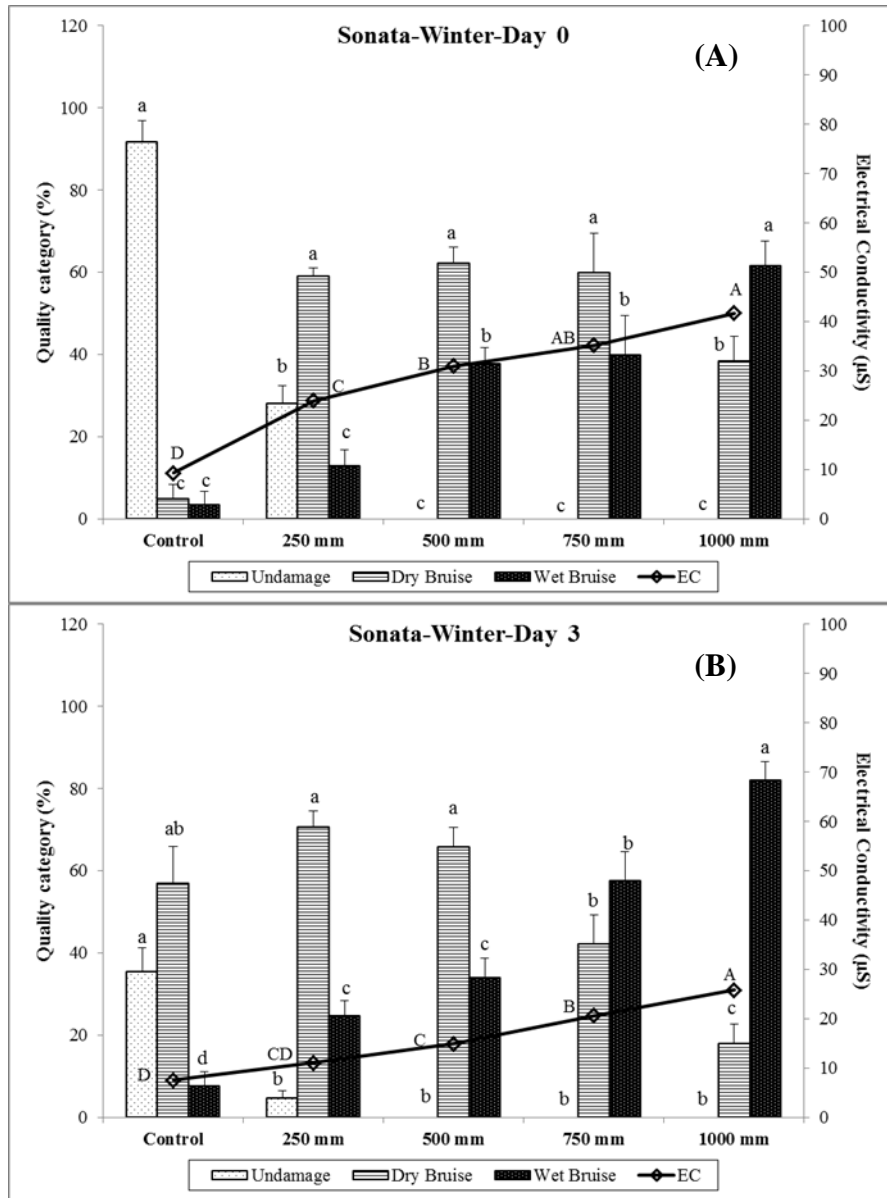 Sonata-Winter-Day 0
(A)
Quality category (%)
120
100
80
60
40
20
0
a
b
a
c
a
b
a
b
a
b
c
c
c
c
c
D
C
B
AB
A
Electrical Conductivity (µS)
100
90
80
70
60
50
40
30
20
10
0
Control 250 mm 500 mm 750 mm 1000 mm
Undamage Dry Bruise Wet Bruise EC
Sonata-Winter-Day 3
(B)
Quality category (%)
120
100
80
60
40
20
0
a
ab
d
b
a
c
b
a
c
b
b
b
b
c
a
D
CD
C
B
A
Electrical Conductivity (µS)
100
90
80
70
60
50
40
30
20
10
0
Control 250 mm 500 mm 750 mm 1000 mm
Undamage Dry Bruise Wet Bruise EC